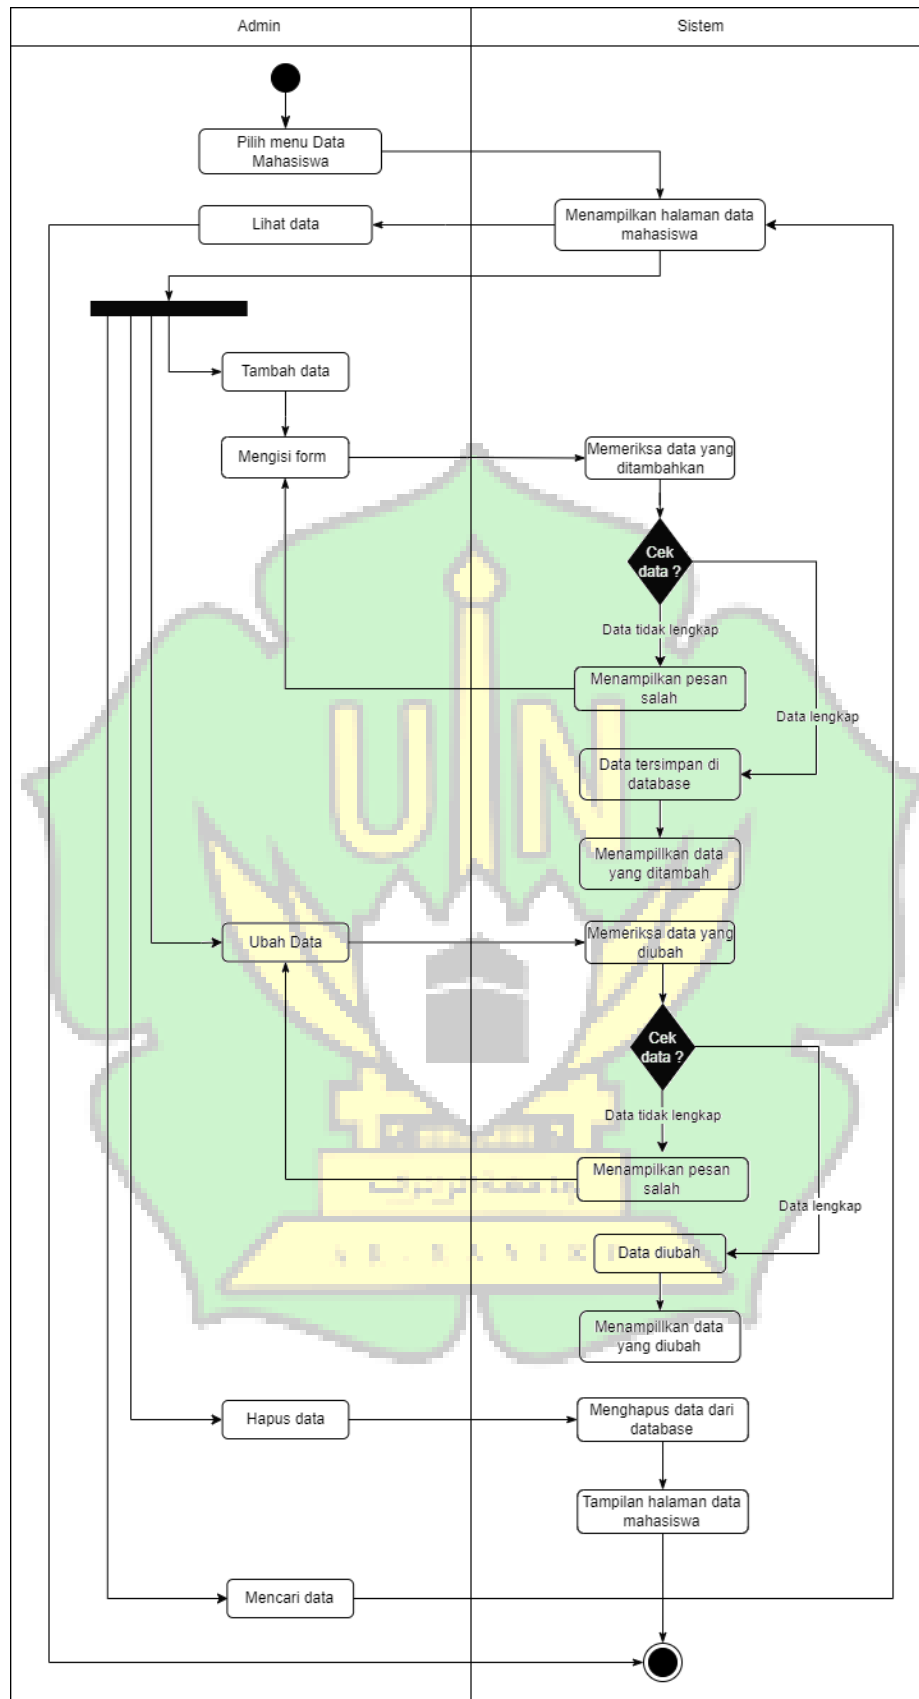 Admin
Sistem
Pilih menu Data
Mahasiswa
Lihat data
Menampilkan halaman data
mahasiswa
Tambah data
Mengisi form
Memeriksa data yang
ditambahkan
Cek
data ?
Data tidak lengkap
Menampilkan pesan
salah
Data lengkap
UIN
Data tersimpan di
database
Menampillkan data
yang ditambah
Ubah Data
Memeriksa data yang
diubah
Cek
data ?
Data tidak lengkap
Menampilkan pesan
salah
Data lengkap
Data diubah
Menampillkan data
yang diubah
Hapus data
Menghapus data dari
database
Tampilan halaman data
mahasiswa
Mencari data